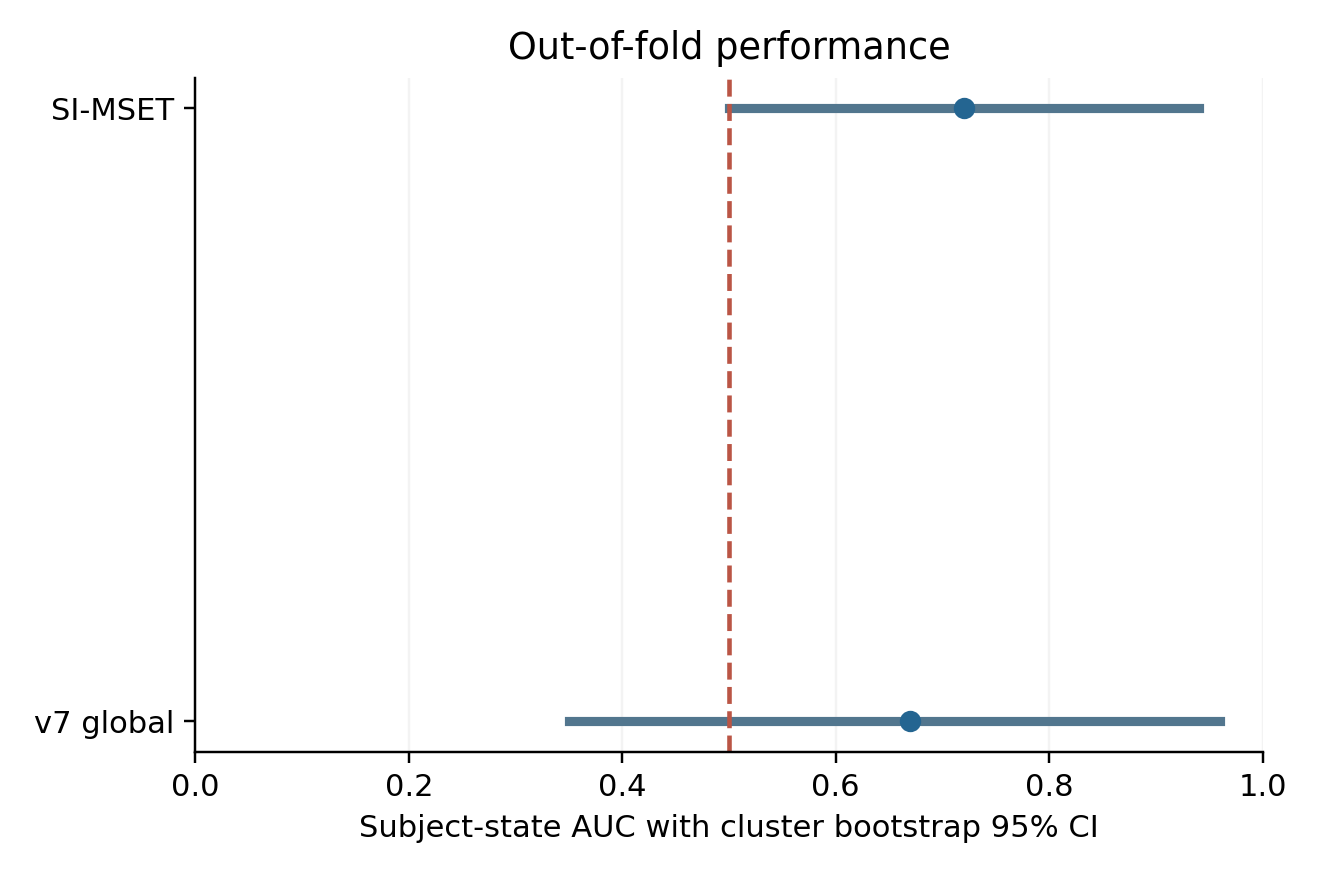 Out-of-fold performance
SI-MSET
v7 global
0.0 0.2 0.4 0.6 0.8 1.0
Subject-state AUC with cluster bootstrap 95% CI